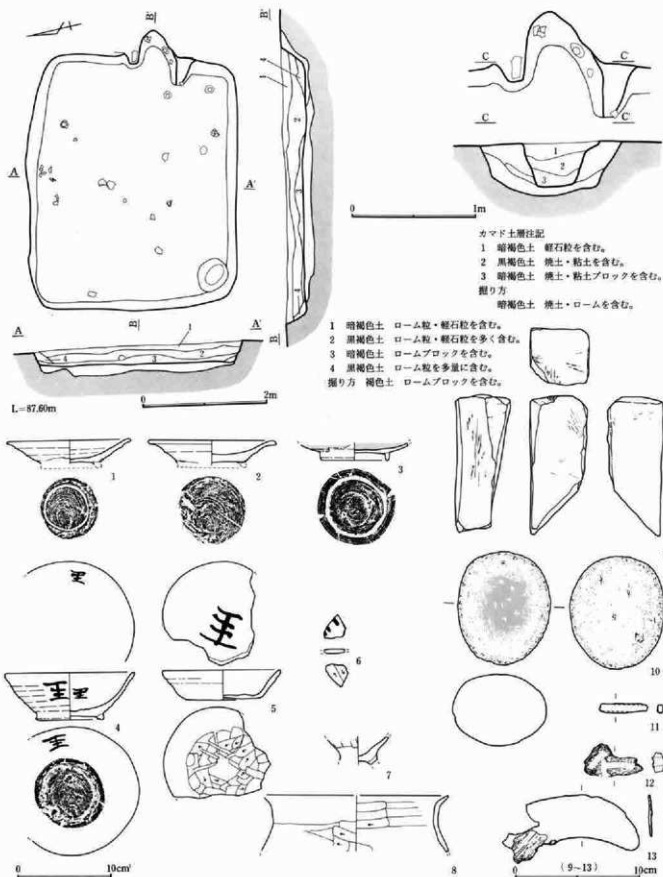 B'
A
A'
B
A
A'
L=87.60m
0
2m
B'
B
1
2
3
4
C
C'
C
C'
1
2
3
0
1m
カマド土層注記
1 暗褐色土 軽石粒を含む。
2 黒褐色土 焼土・粘土を含む。
3 暗褐色土 焼土・粘土ブロックを含む。
掘り方
暗褐色土 焼土・ロームを含む。
1 暗褐色土 ローム粒・軽石粒を含む。
2 黒褐色土 ローム粒・軽石粒を多く含む。
3 暗褐色土 ロームブロックを含む。
4 黒褐色土 ローム粒を多量に含む。
掘り方 褐色土 ロームブロックを含む。
1
2
3
4
5
6
7
8
10
11
12
13
0
10cm
0
(9~13)
10cm